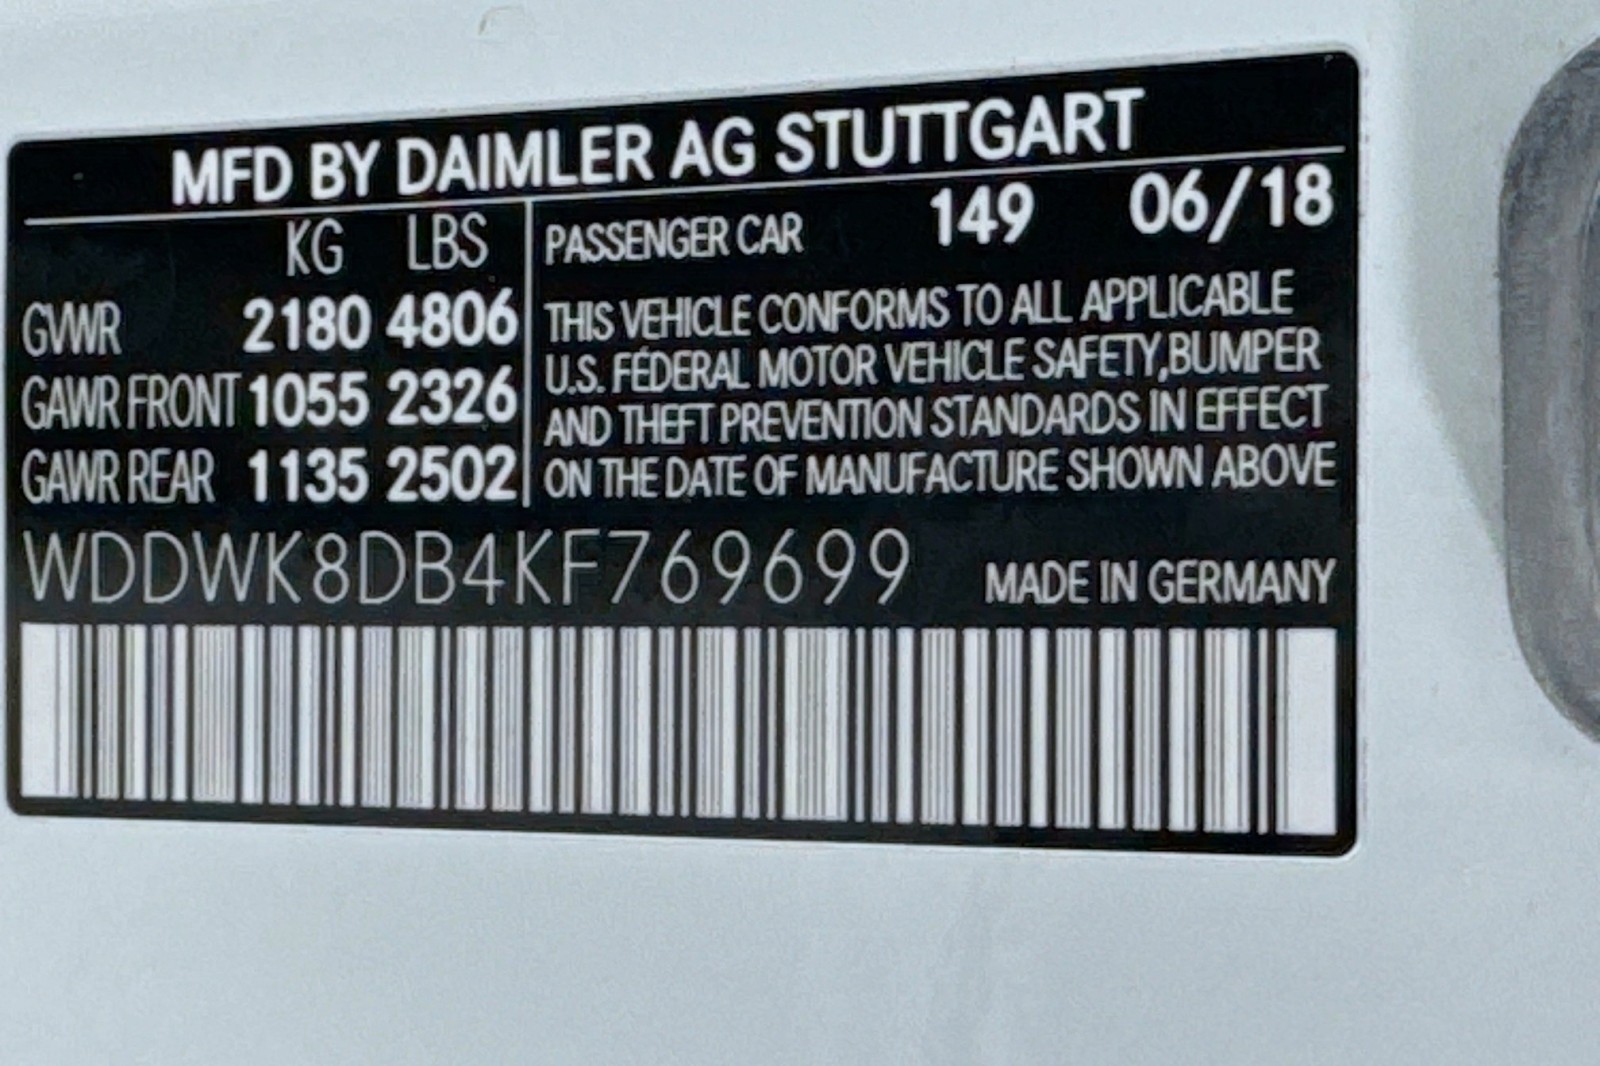 MFD BY DAIMLER AG STUTTGART
KG LBS
GVWR 2180 4806
GAWR FRONT 1055 2326
GAWR REAR 1135 2502
PASSENGER CAR 149 06/18
THIS VEHICLE CONFORMS TO ALL APPLICABLE
U.S. FEDERAL MOTOR VEHICLE SAFETY,BUMPER
AND THEFT PREVENTION STANDARDS IN EFFECT
ON THE DATE OF MANUFACTURE SHOWN ABOVE
WDDWK8DB4KF769699 MADE IN GERMANY